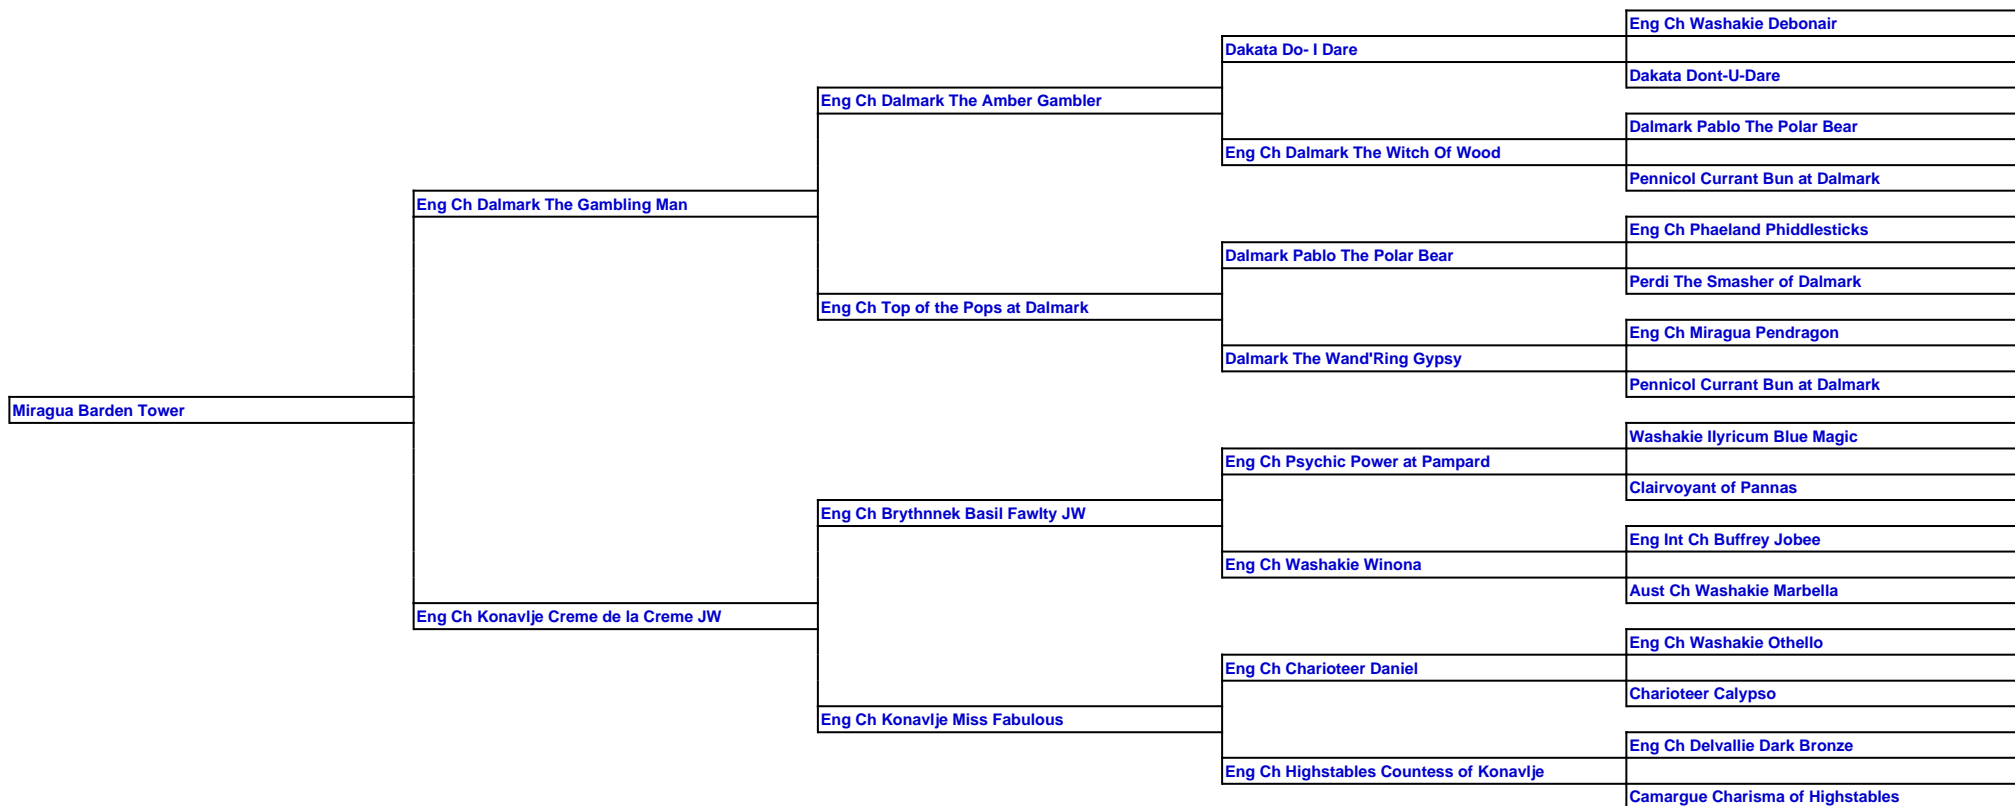 Eng Ch Washakie Debonair
Dakata Do- I Dare
Dakata Dont-U-Dare
Eng Ch Dalmark The Amber Gambler
Dalmark Pablo The Polar Bear
Eng Ch Dalmark The Witch Of Wood
Pennicol Currant Bun at Dalmark
Eng Ch Dalmark The Gambling Man
Eng Ch Phaeland Phiddlesticks
Dalmark Pablo The Polar Bear
Perdi The Smasher of Dalmark
Eng Ch Top of the Pops at Dalmark
Eng Ch Miragua Pendragon
Dalmark The Wand'Ring Gypsy
Pennicol Currant Bun at Dalmark
Miragua Barden Tower
Washakie Ilyricum Blue Magic
Eng Ch Psychic Power at Pampard
Clairvoyant of Pannas
Eng Ch Brythnnek Basil Fawlty JW
Eng Int Ch Buffrey Jobee
Eng Ch Washakie Winona
Aust Ch Washakie Marbella
Eng Ch Konavlje Creme de la Creme JW
Eng Ch Washakie Othello
Eng Ch Charioteer Daniel
Charioteer Calypso
Eng Ch Konavlje Miss Fabulous
Eng Ch Delvallie Dark Bronze
Eng Ch Highstables Countess of Konavlje
Camargue Charisma of Highstables